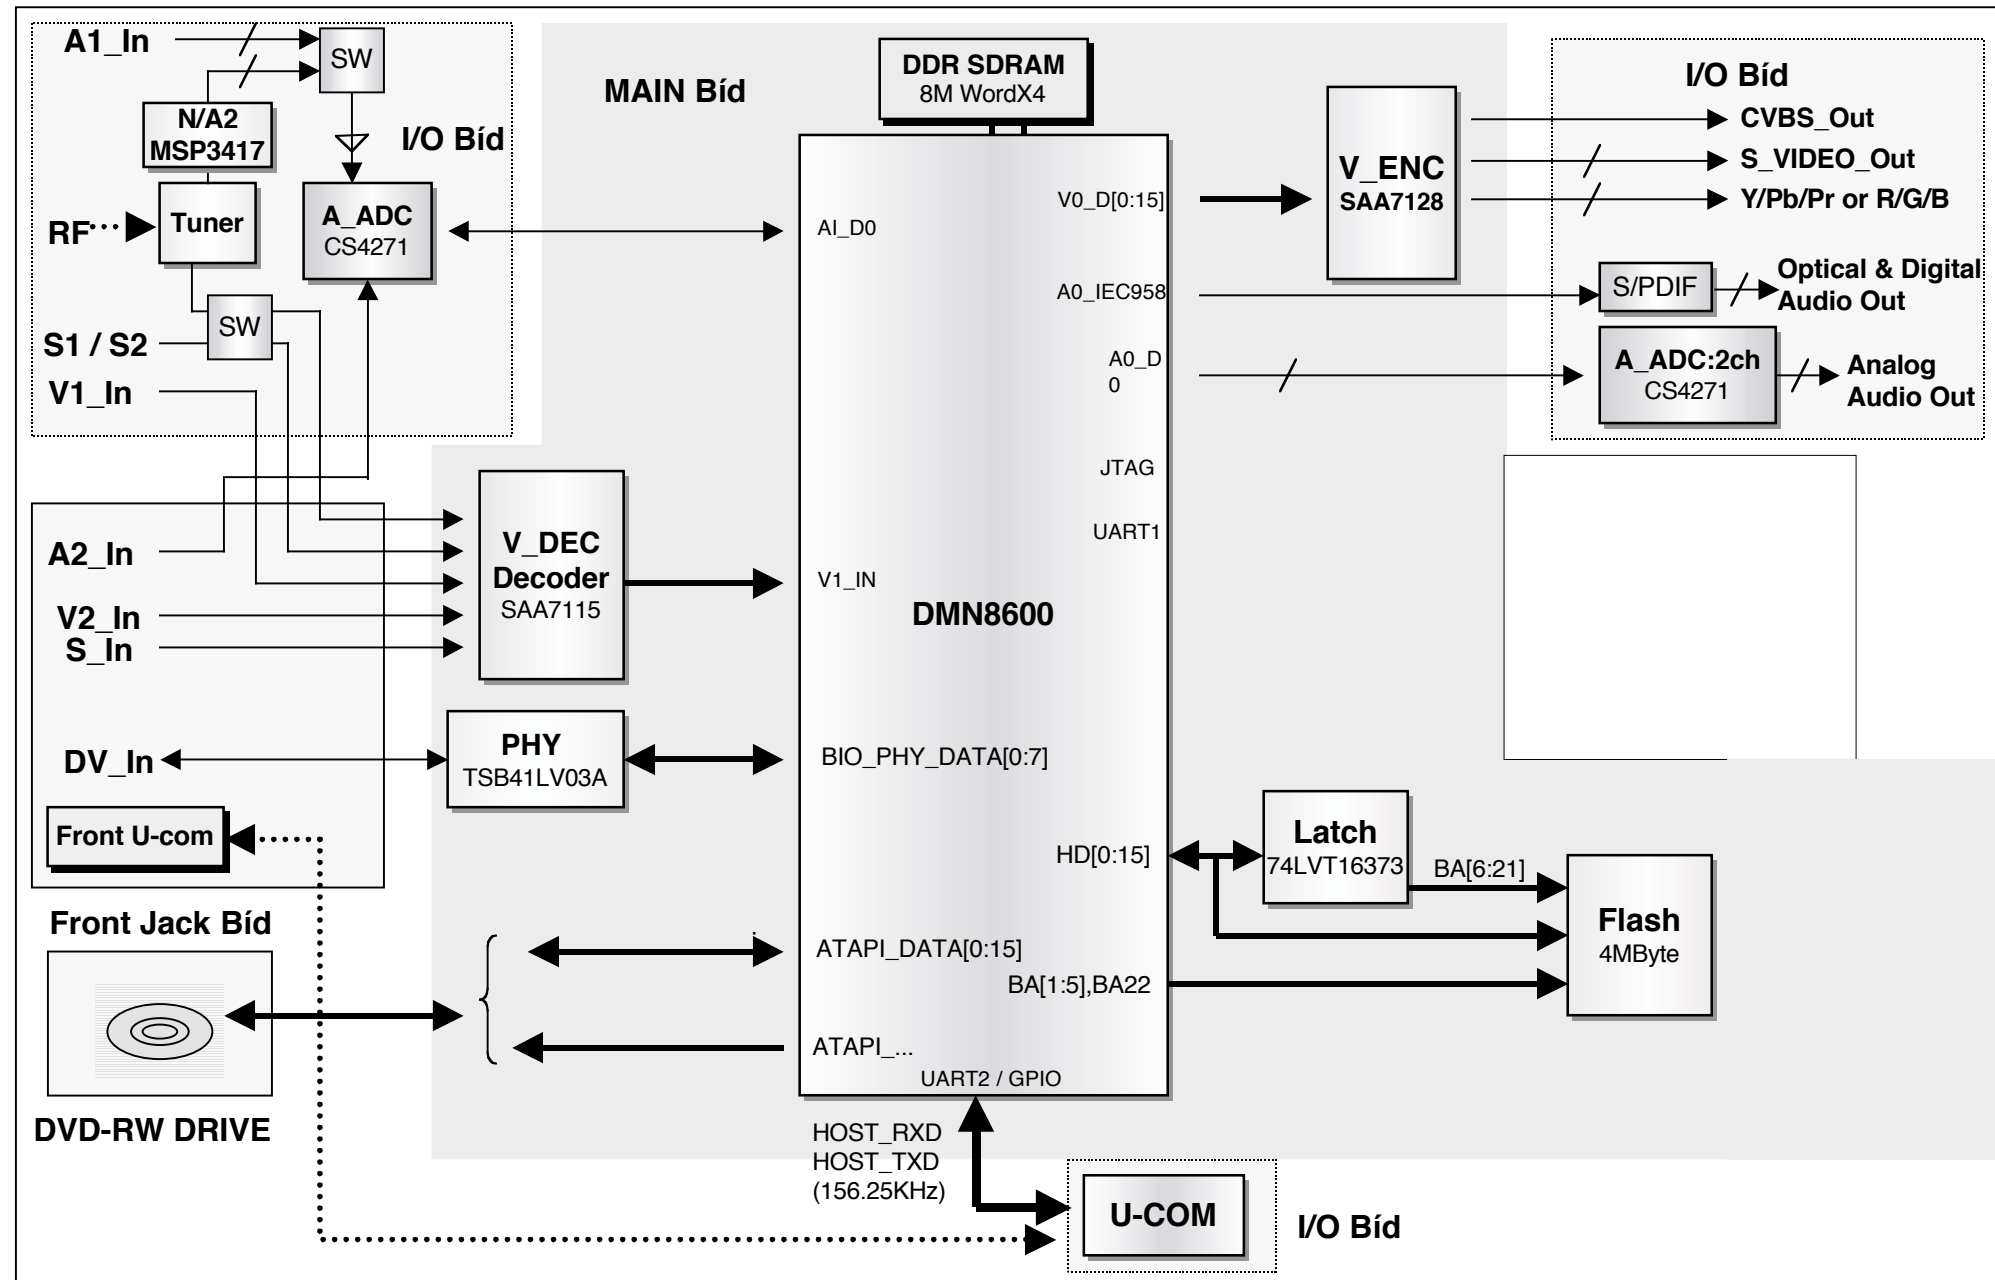 A1_In
SW
N/A2
MSP3417
I/O Bíd
RF
Tuner
A_ADC
CS4271
SW
S1 / S2
V1_In
MAIN Bíd
DDR SDRAM
8M WordX4
AI_D0
V0_D[0:15]
A0_IEC958
A0_D
0
JTAG
UART1
V1_IN
DMN8600
BIO_PHY_DATA[0:7]
HD[0:15]
ATAPI_DATA[0:15]
BA[1:5],BA22
ATAPI_...
UART2 / GPIO
V_ENC
SAA7128
I/O Bíd
CVBS_Out
S_VIDEO_Out
Y/Pb/Pr or R/G/B
S/PDIF
Optical & Digital
Audio Out
A_ADC:2ch
CS4271
Analog
Audio Out
A2_In
V2_In
S_In
V_DEC
Decoder
SAA7115
DV_In
PHY
TSB41LV03A
Front U-com
Front Jack Bíd
DVD-RW DRIVE
Latch
74LVT16373
BA[6:21]
Flash
4MByte
HOST_RXD
HOST_TXD
(156.25KHz)
U-COM
I/O Bíd